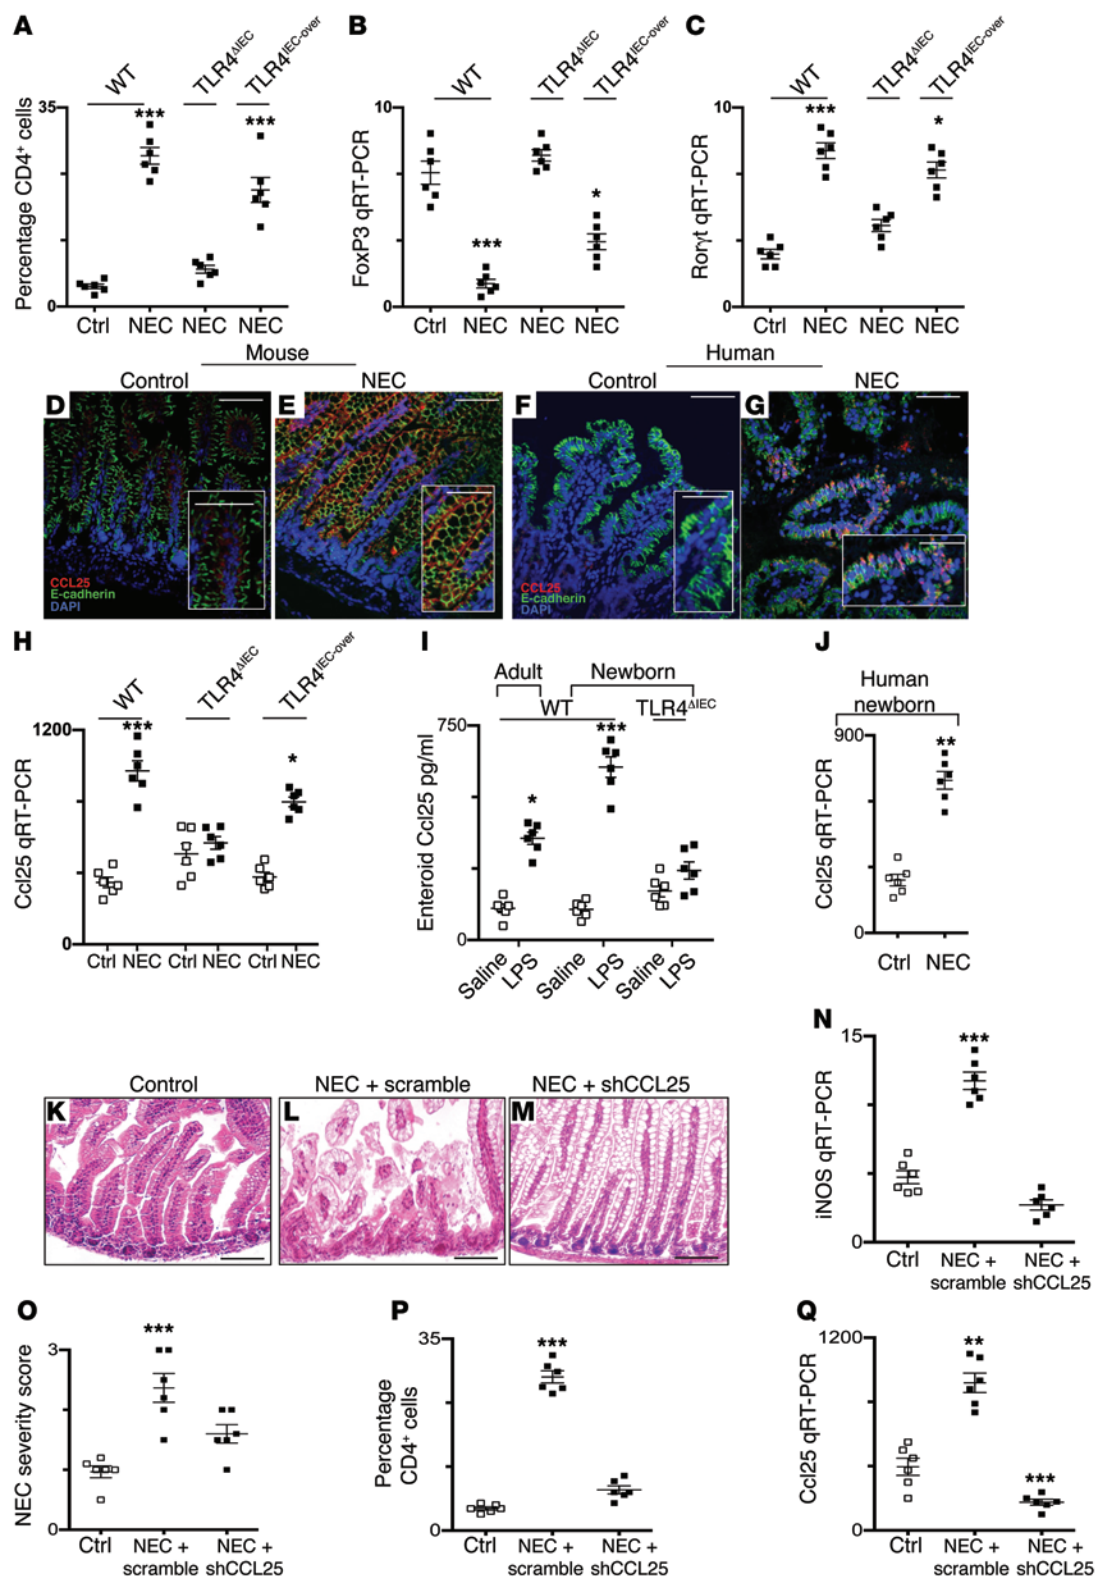 A
WT
TLR4ΔIEC
TLR4IEC-over
Percentage CD4+ cells
35
0
***
***
Ctrl NEC NEC NEC
B
WT
TLR4ΔIEC
TLR4IEC-over
FoxP3 qRT-PCR
10
0
***
*
Ctrl NEC NEC NEC
C
WT
TLR4ΔIEC
TLR4IEC-over
Rorγt qRT-PCR
10
0
***
*
Ctrl NEC NEC NEC
Mouse
Human
Control
NEC
Control
NEC
D
CCL25
E-cadherin
DAPI
E
F
CCL25
E-cadherin
DAPI
G
H
WT
TLR4ΔIEC
TLR4IEC-over
Ccl25 qRT-PCR
1200
0
***
*
Ctrl NEC Ctrl NEC Ctrl NEC
I
Adult
Newborn
WT
TLR4ΔIEC
Enteroid Ccl25 pg/ml
750
0
*
***
Saline LPS Saline LPS Saline LPS
J
Human
newborn
Ccl25 qRT-PCR
900
0
**
Ctrl NEC
Control
NEC + scramble
NEC + shCCL25
K
L
M
N
iNOS qRT-PCR
15
0
***
Ctrl NEC + scramble NEC + shCCL25
O
NEC severity score
3
0
***
Ctrl NEC + scramble NEC + shCCL25
P
Percentage
CD4+ cells
35
0
***
Ctrl NEC + scramble NEC + shCCL25
Q
Ccl25 qRT-PCR
1200
0
**
***
Ctrl NEC + scramble NEC + shCCL25